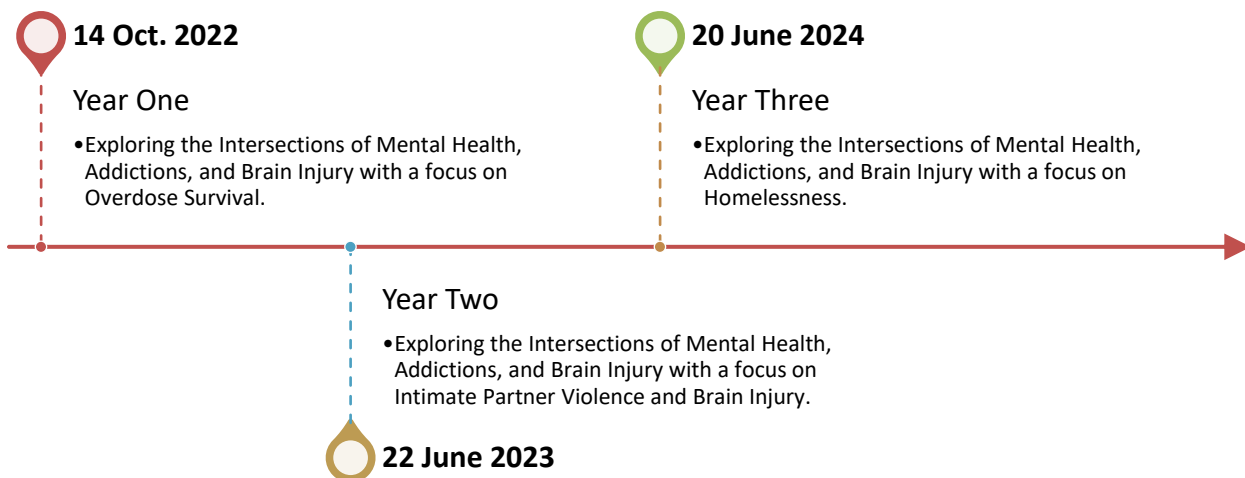 14 Oct. 2022
Year One
•Exploring the Intersections of Mental Health,
Addictions, and Brain Injury with a focus on
Overdose Survival.
20 June 2024
Year Three
•Exploring the Intersections of Mental Health,
Addictions, and Brain Injury with a focus on
Homelessness.
Year Two
•Exploring the Intersections of Mental Health,
Addictions, and Brain Injury with a focus on
Intimate Partner Violence and Brain Injury.
22 June 2023